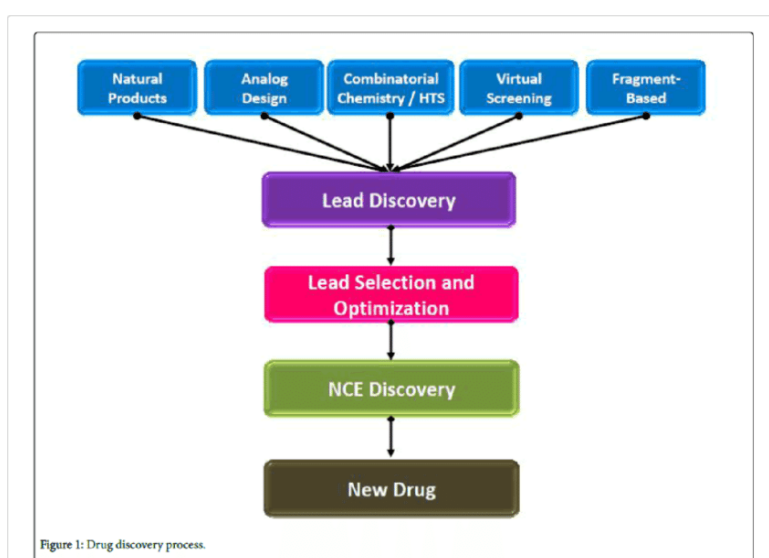 Natural
Products
Analog
Design
Combinatorial
Chemistry / HTS
Virtual
Screening
Fragment-
Based
Lead Discovery
Lead Selection and
Optimization
NCE Discovery
New Drug
Figure 1: Drug discovery process.